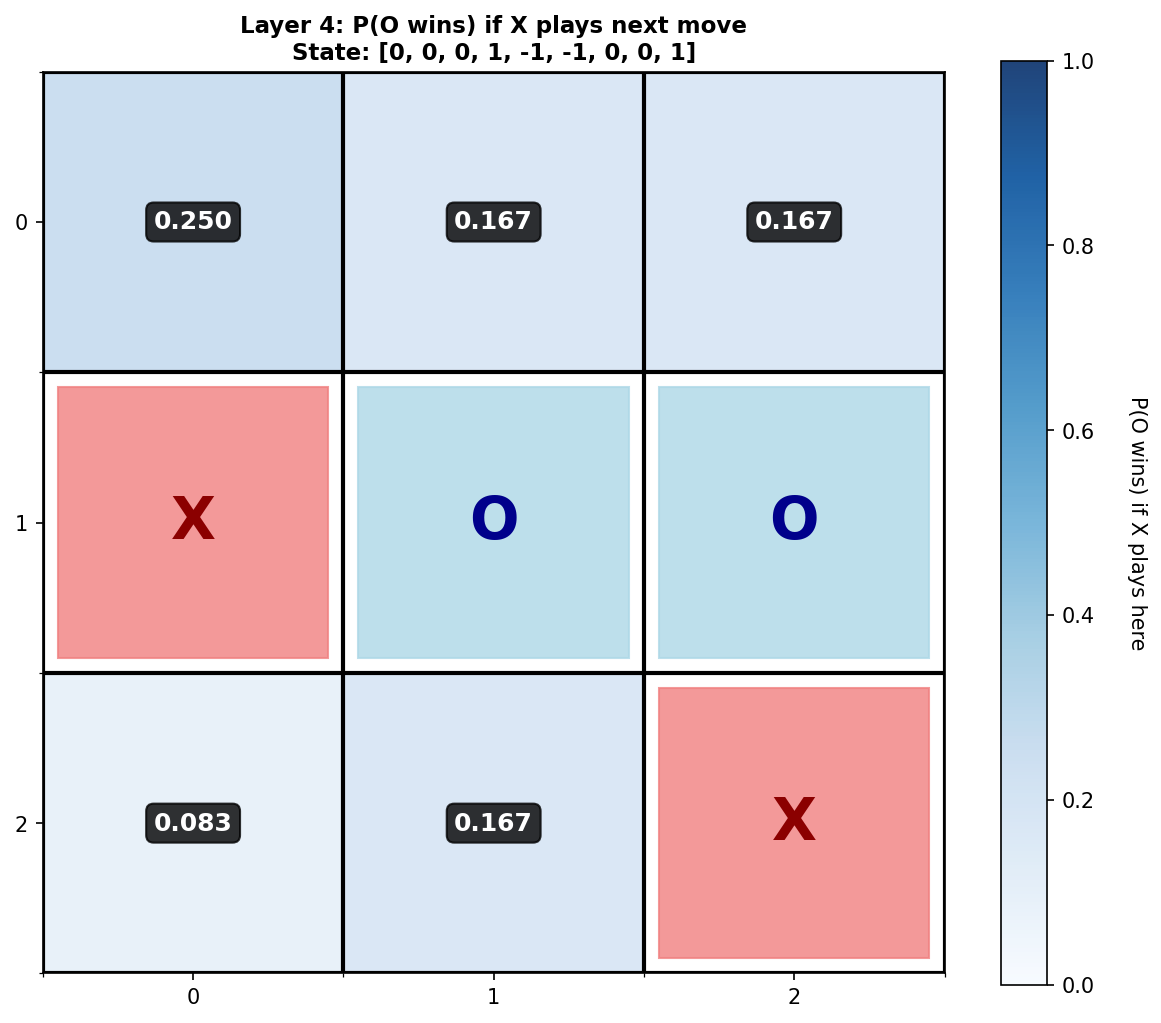 Layer 4: P(O wins) if X plays next move
State: [0, 0, 0, 1, -1, -1, 0, 0, 1]
0
0.250
0.167
0.167
1
X
O
O
2
0.083
0.167
X
0
1
2
1.0
0.8
0.6
0.4
0.2
0.0
P(O wins) if X plays here